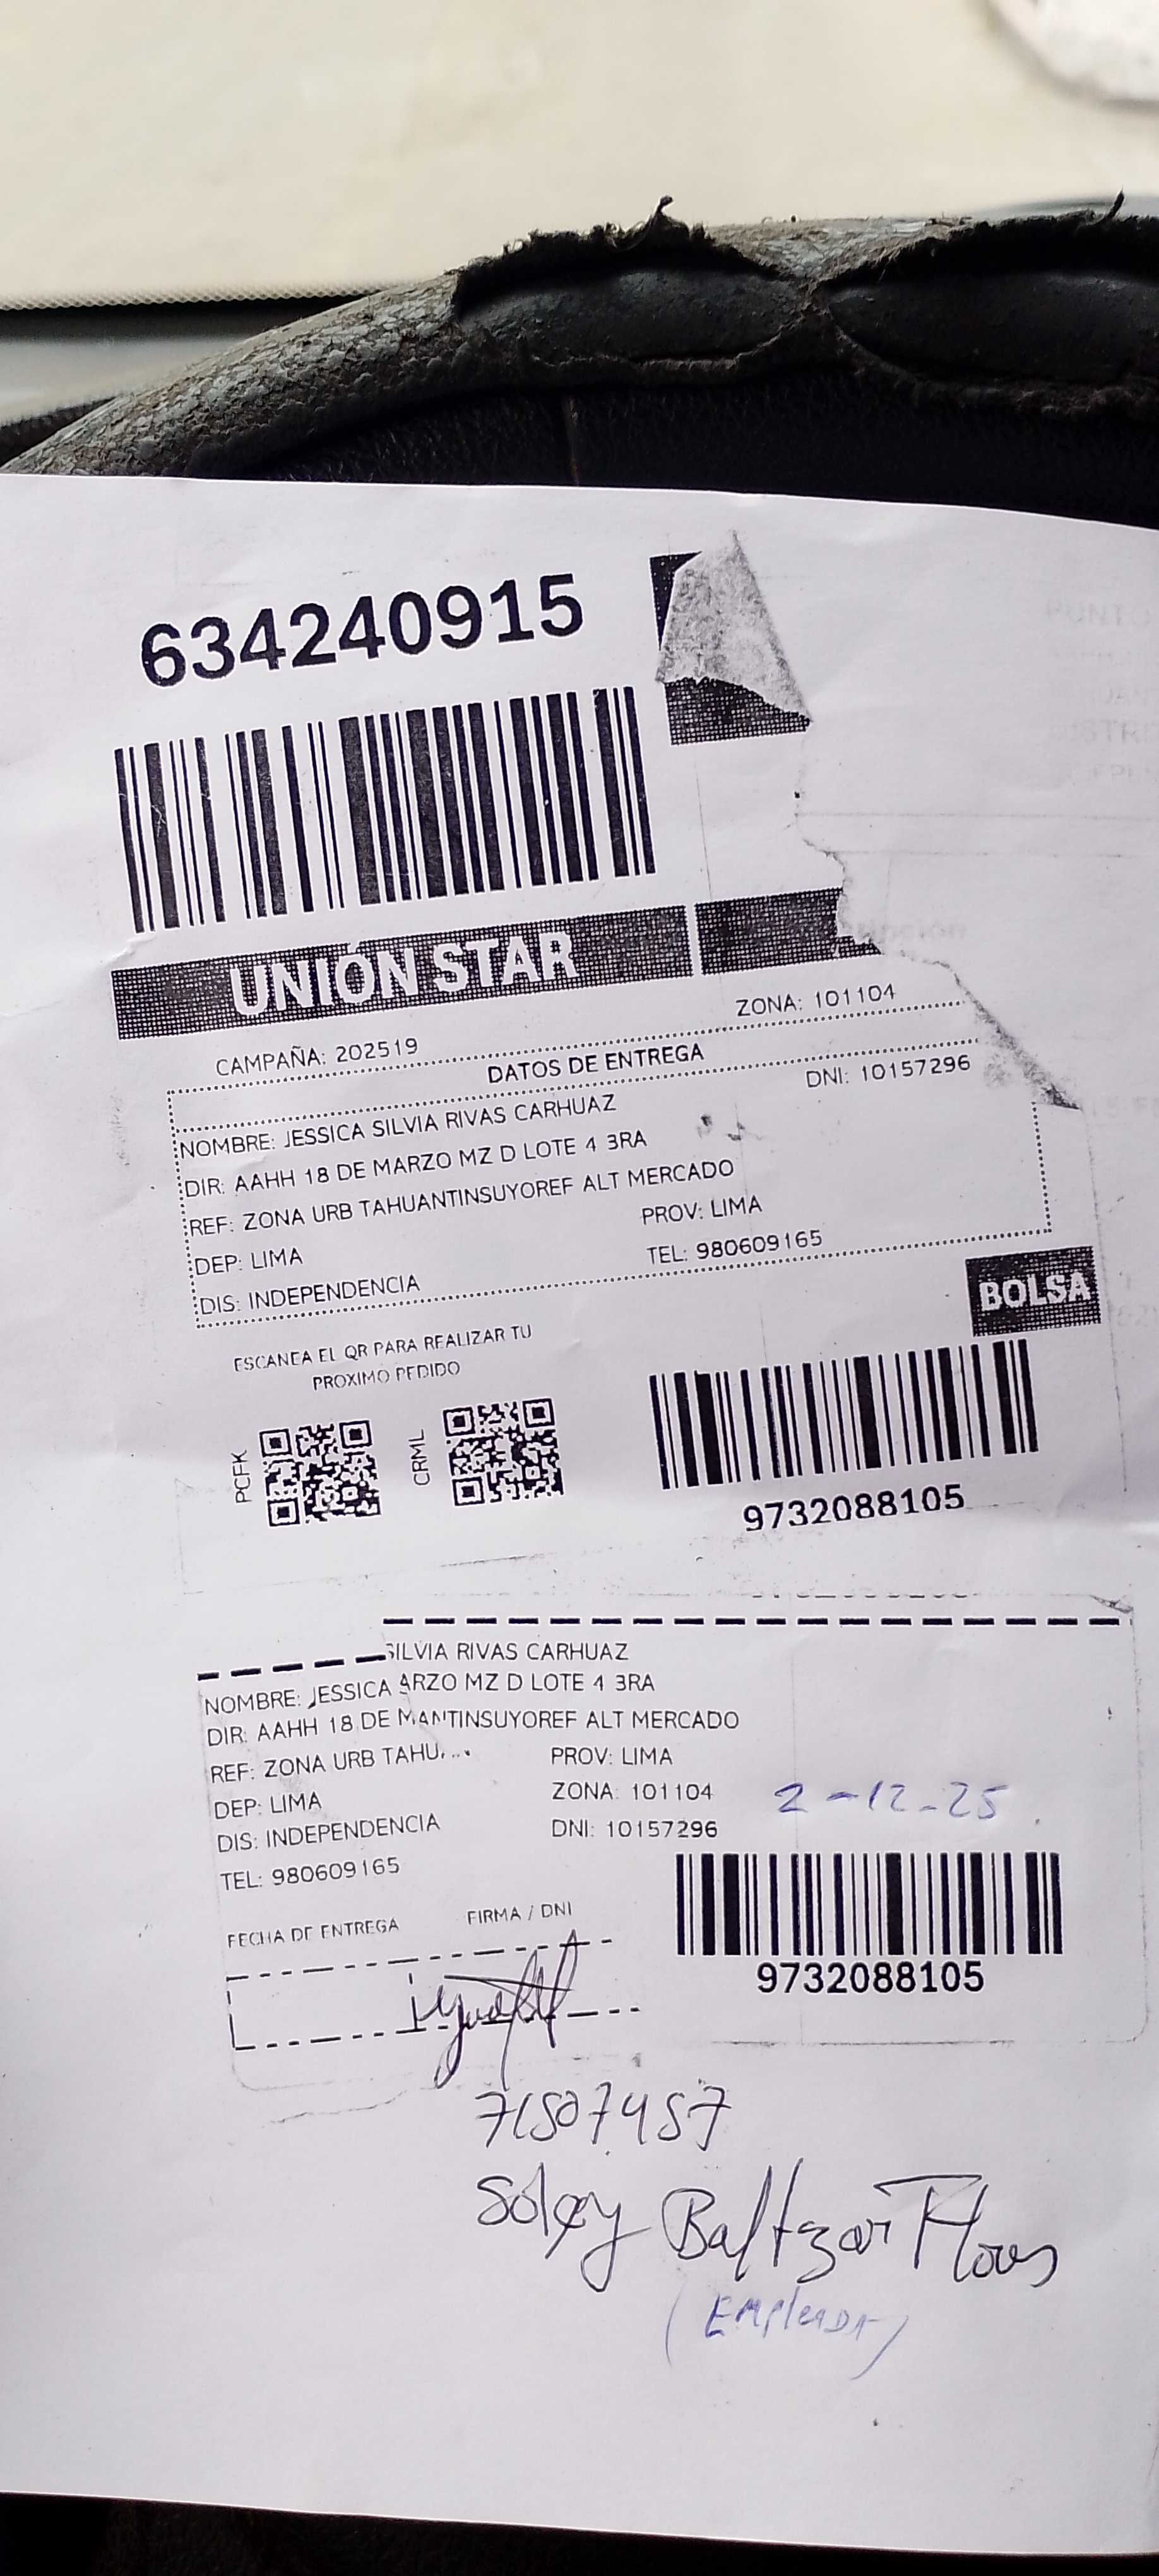 634240915
UNIÓN STAR
CAMPAÑA: 202519
ZONA: 101104
DATOS DE ENTREGA
DNI: 10157296
NOMBRE: JESSICA SILVIA RIVAS CARHUAZ
DIR: AAHH 18 DE MARZO MZ D LOTE 4 3RA
REF: ZONA URB TAHUANTINSUYOREF ALT MERCADO
DEP: LIMA PROV: LIMA
DIS: INDEPENDENCIA TEL: 980609165
BOLSA
ESCANEA EL QR PARA REALIZAR TU
PROXIMO PEDIDO
PCFK
CRML
9732088105
NOMBRE: JESSICA SILVIA RIVAS CARHUAZ
DIR: AAHH 18 DE MARZO MZ D LOTE 4 3RA
REF: ZONA URB TAHUANTINSUYOREF ALT MERCADO
DEP: LIMA PROV: LIMA
DIS: INDEPENDENCIA ZONA: 101104
TEL: 980609165 DNI: 10157296
2-12-25
FECHA DE ENTREGA FIRMA / DNI
9732088105
71507457
Baltzar Flores
(Empleada)